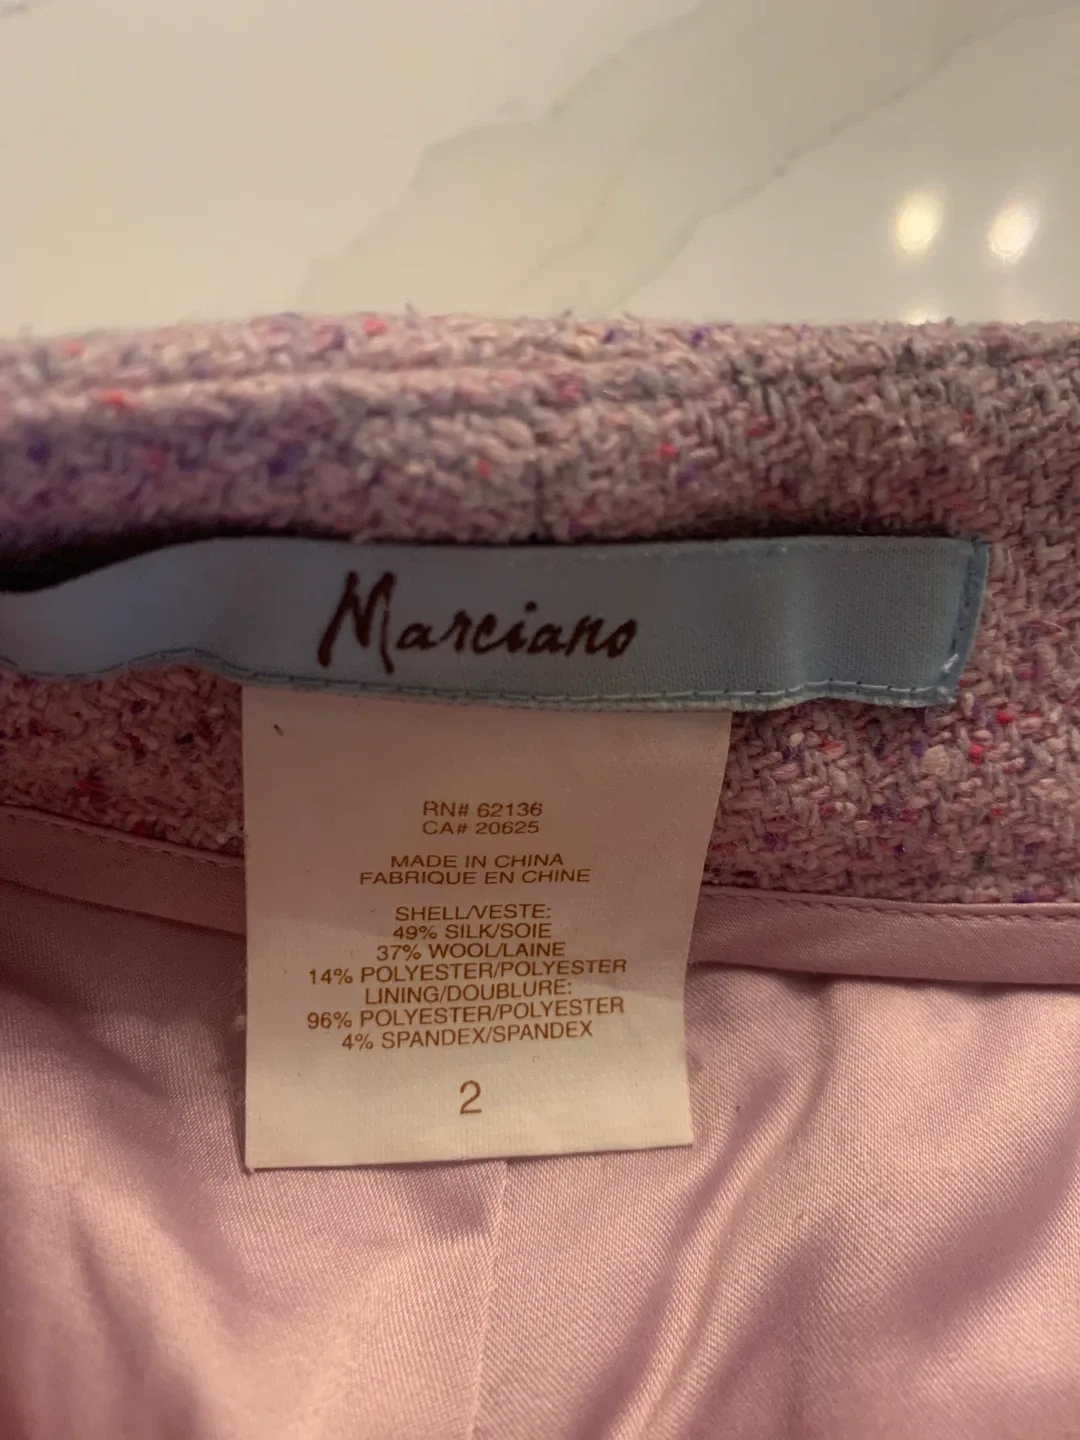 Marciano
RN# 62136
CA# 20625
MADE IN CHINA
FABRIQUE EN CHINE
SHELL/VESTE:
49% SILK/SOIE
37% WOOL/LAINE
14% POLYESTER/POLYESTER
LINING/DOUBLURE:
96% POLYESTER/POLYESTER
4% SPANDEX/SPANDEX
2